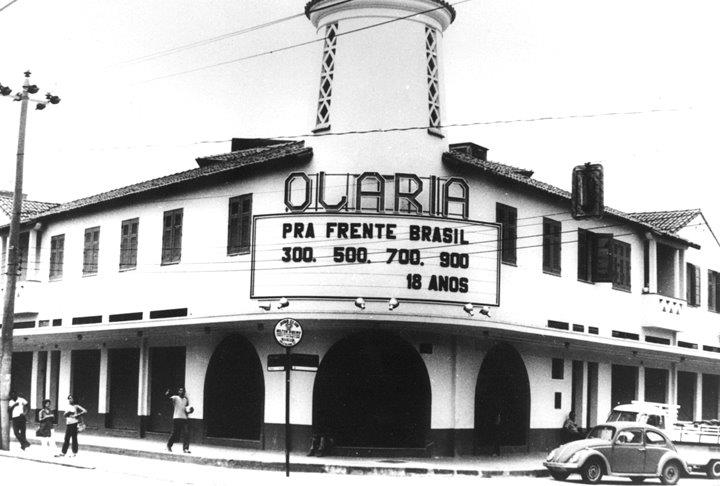 OLARIA
PRA FRENTE BRASIL
300. 500. 700. 900
18 ANOS